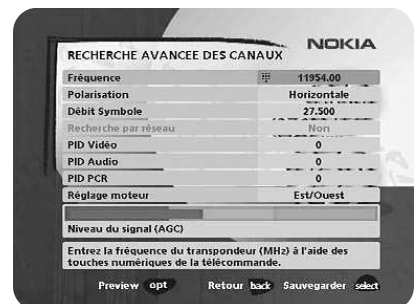 NOKIA
RECHERCHE AVANCEE DES CANAUX
Fréquence 11954.00
Polarisation Horizontale
Débit Symbole 27.500
Recherche par réseau Non
PID Vidéo 0
PID Audio 0
PID PCR 0
Réglage moteur Est/Ouest
Niveau du signal (AGC)
Entrez la fréquence du transpondeur (MHz) à l'aide des
touches numériques de la télécommande.
Preview opt Retour back Sauvegarder select